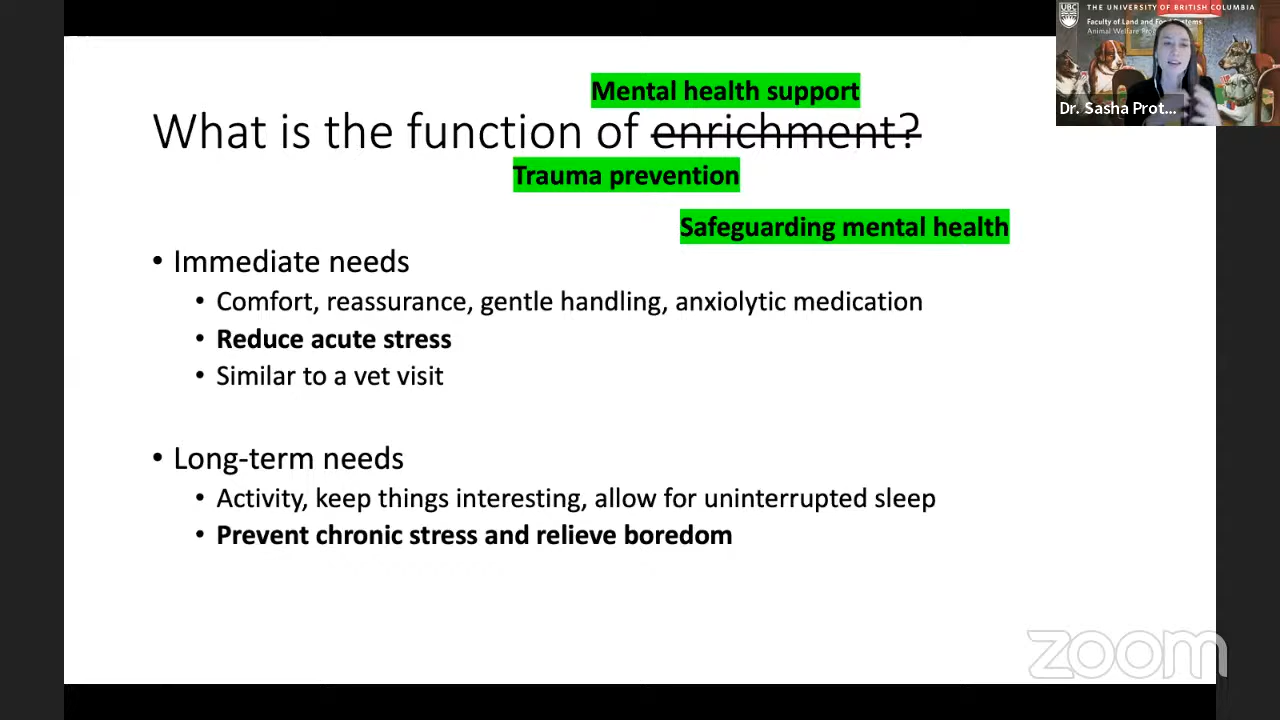 THE UNIVERSITY OF BRITISH COLUMBIA
UBC
Faculty of Land and Food Systems
Animal Welfare
Dr. Sasha Prot...
Mental health support
What is the function of enrichment?
Trauma prevention
Safeguarding mental health
• Immediate needs
• Comfort, reassurance, gentle handling, anxiolytic medication
• Reduce acute stress
• Similar to a vet visit
• Long-term needs
• Activity, keep things interesting, allow for uninterrupted sleep
• Prevent chronic stress and relieve boredom
zoom